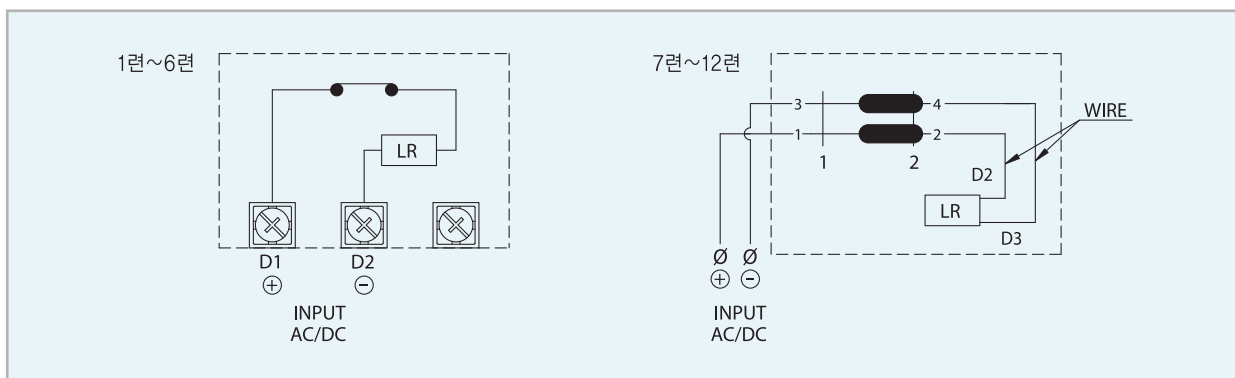 1련~6련
LR
D1
D2
⊕
⊖
INPUT
AC/DC
7련~12련
3
4
WIRE
1
2
1
2
D2
LR
D3
Ø Ø
⊕ ⊖
INPUT
AC/DC